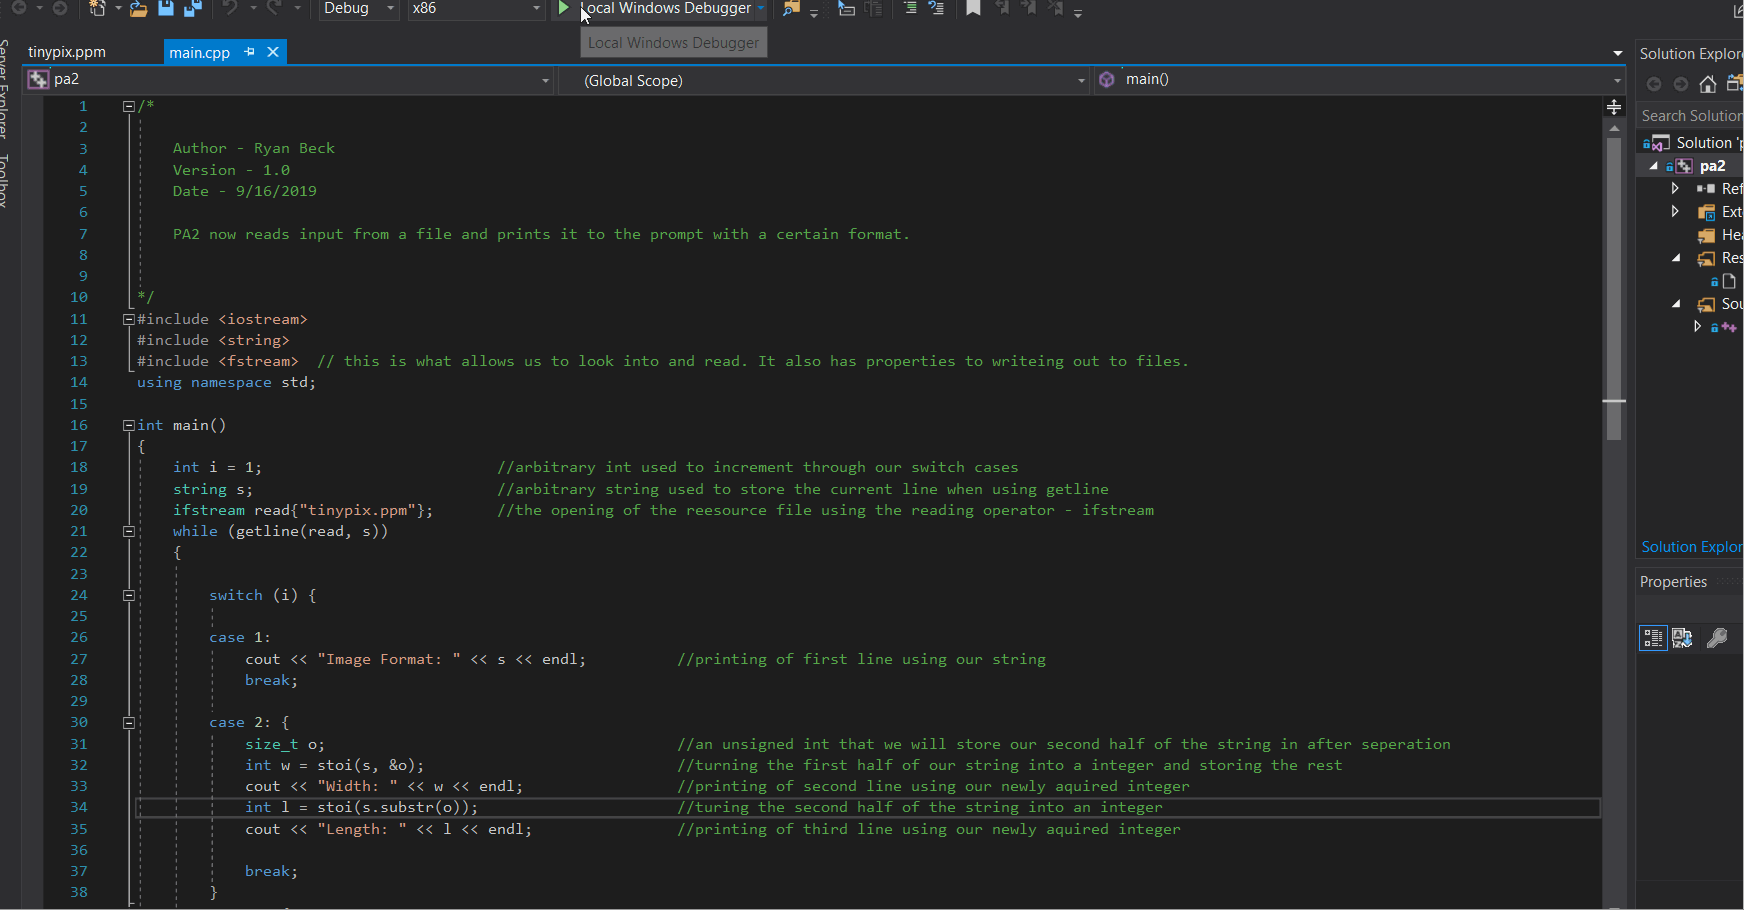 Debug x86 Local Windows Debugger
Local Windows Debugger
tinypix.ppm main.cpp
pa2 (Global Scope) main()
Server Explorer
Toolbox
1 /*
2
3 Author - Ryan Beck
4 Version - 1.0
5 Date - 9/16/2019
6
7 PA2 now reads input from a file and prints it to the prompt with a certain format.
8
9
10 */
11 #include <iostream>
12 #include <string>
13 #include <fstream> // this is what allows us to look into and read. It also has properties to writeing out to files.
14 using namespace std;
15
16 int main()
17 {
18 int i = 1; //arbitrary int used to increment through our switch cases
19 string s; //arbitrary string used to store the current line when using getline
20 ifstream read{"tinypix.ppm"}; //the opening of the reesource file using the reading operator - ifstream
21 while (getline(read, s))
22 {
23
24 switch (i) {
25
26 case 1:
27 cout << "Image Format: " << s << endl; //printing of first line using our string
28 break;
29
30 case 2: {
31 size_t o; //an unsigned int that we will store our second half of the string in after seperation
32 int w = stoi(s, &o); //turning the first half of our string into a integer and storing the rest
33 cout << "Width: " << w << endl; //printing of second line using our newly aquired integer
34 int l = stoi(s.substr(o)); //turing the second half of the string into an integer
35 cout << "Length: " << l << endl; //printing of third line using our newly aquired integer
36
37 break;
38 }
Solution Explor
Search Solution
Solution 'p
pa2
Ref
Ext
Hea
Res
Sou
++
Solution Explor
Properties